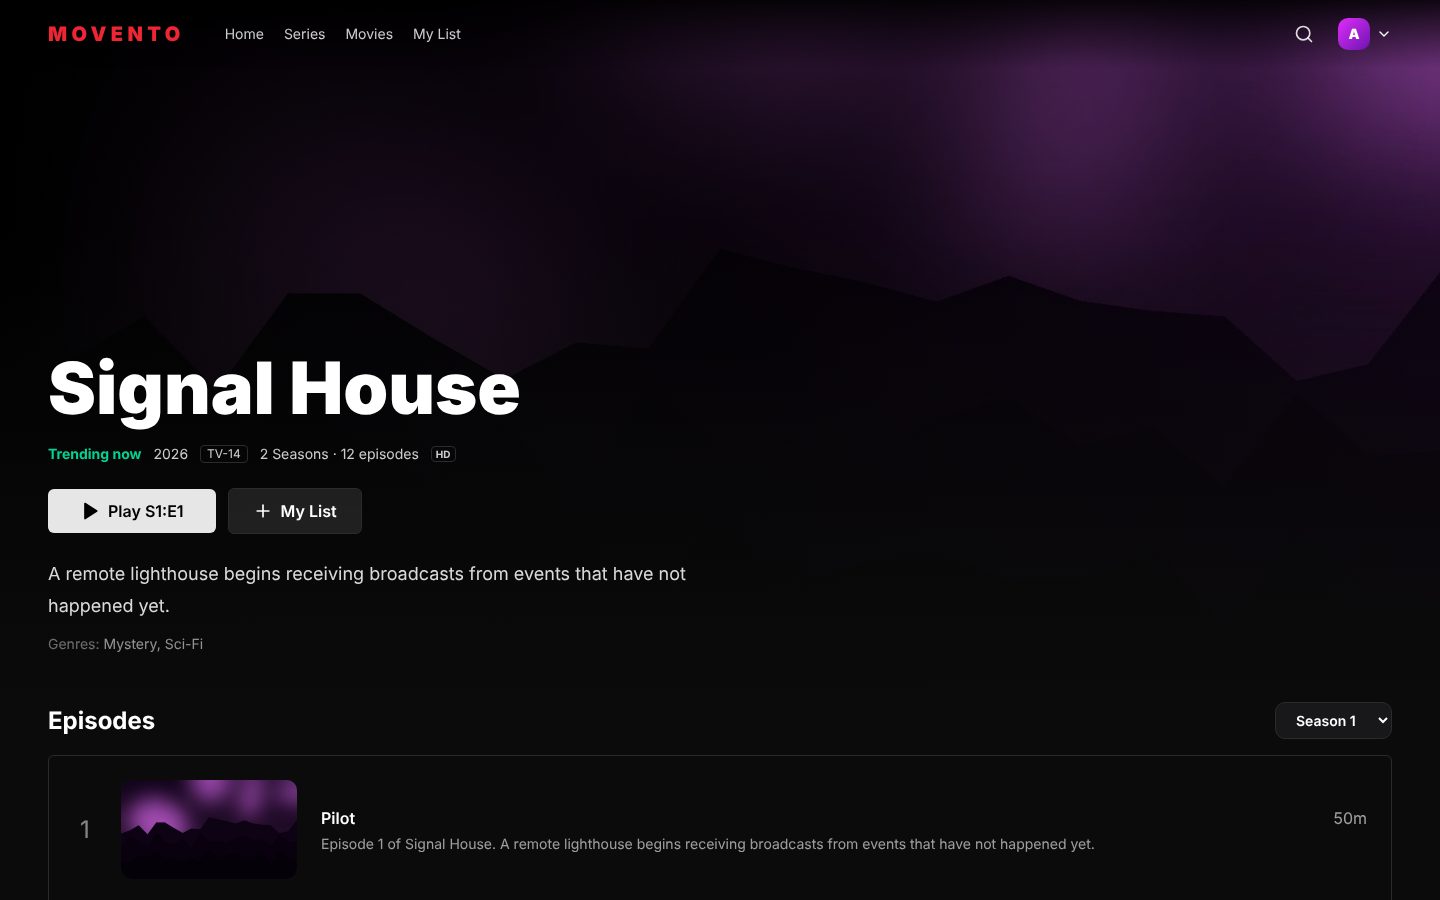 MOVENTO Home Series Movies My List A
Signal House
Trending now 2026 TV-14 2 Seasons · 12 episodes HD
Play S1:E1 My List
A remote lighthouse begins receiving broadcasts from events that have not
happened yet.
Genres: Mystery, Sci-Fi
Episodes Season 1
1 Pilot 50m
Episode 1 of Signal House. A remote lighthouse begins receiving broadcasts from events that have not happened yet.